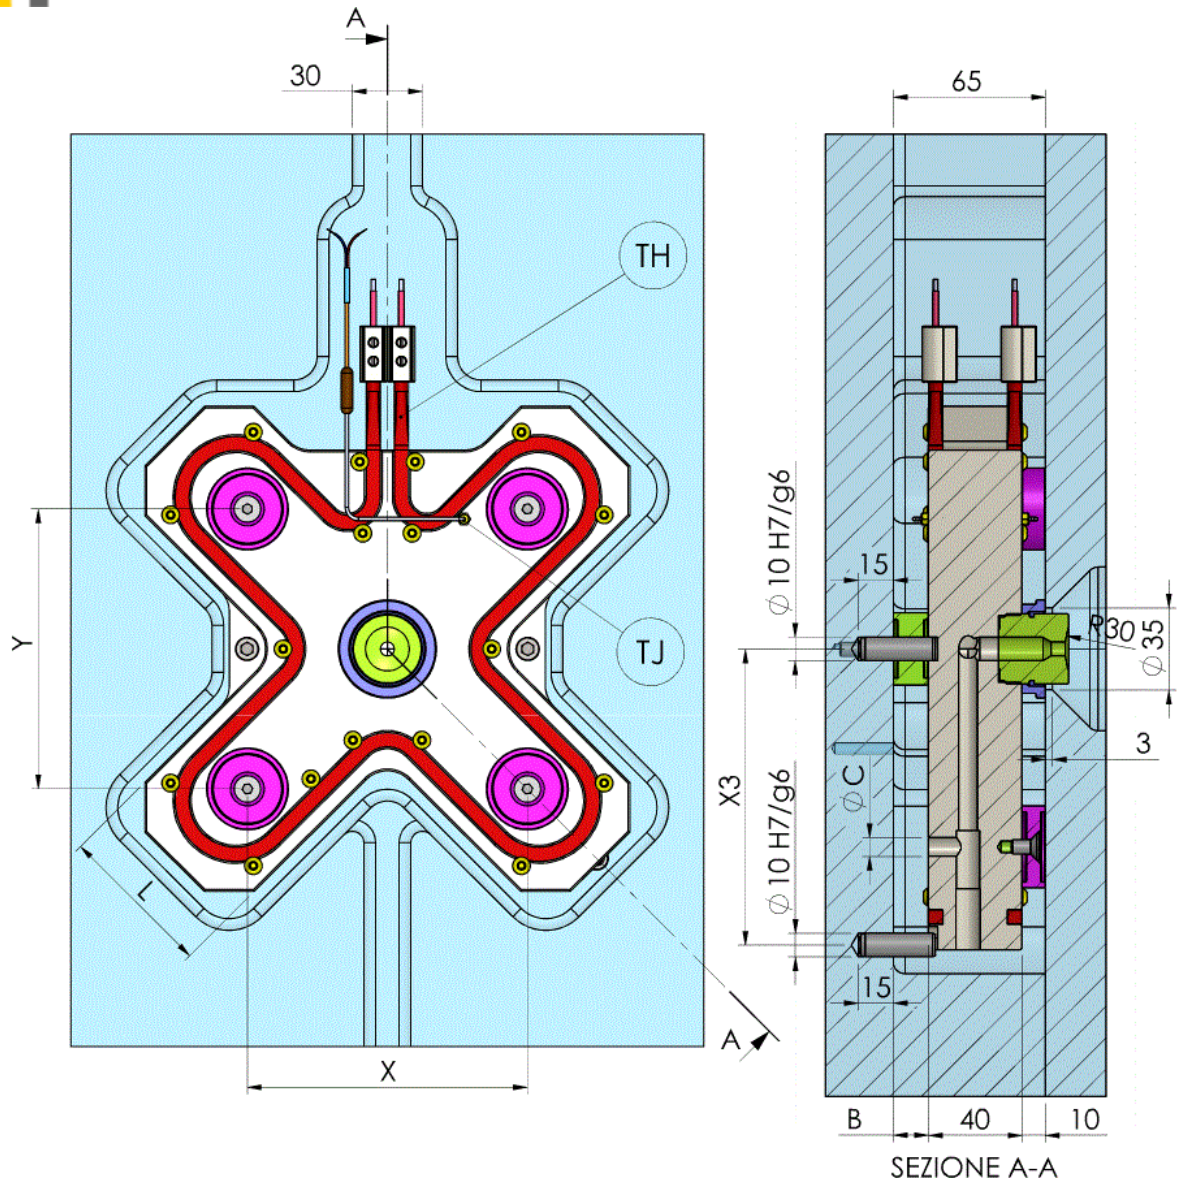 A
30
65
TH
TJ
Y
L
X
A
⌀ 10 H7/g6
15
R30
⌀ 35
3
X3
⌀ C
⌀ 10 H7/g6
15
B
40
10
SEZIONE A-A